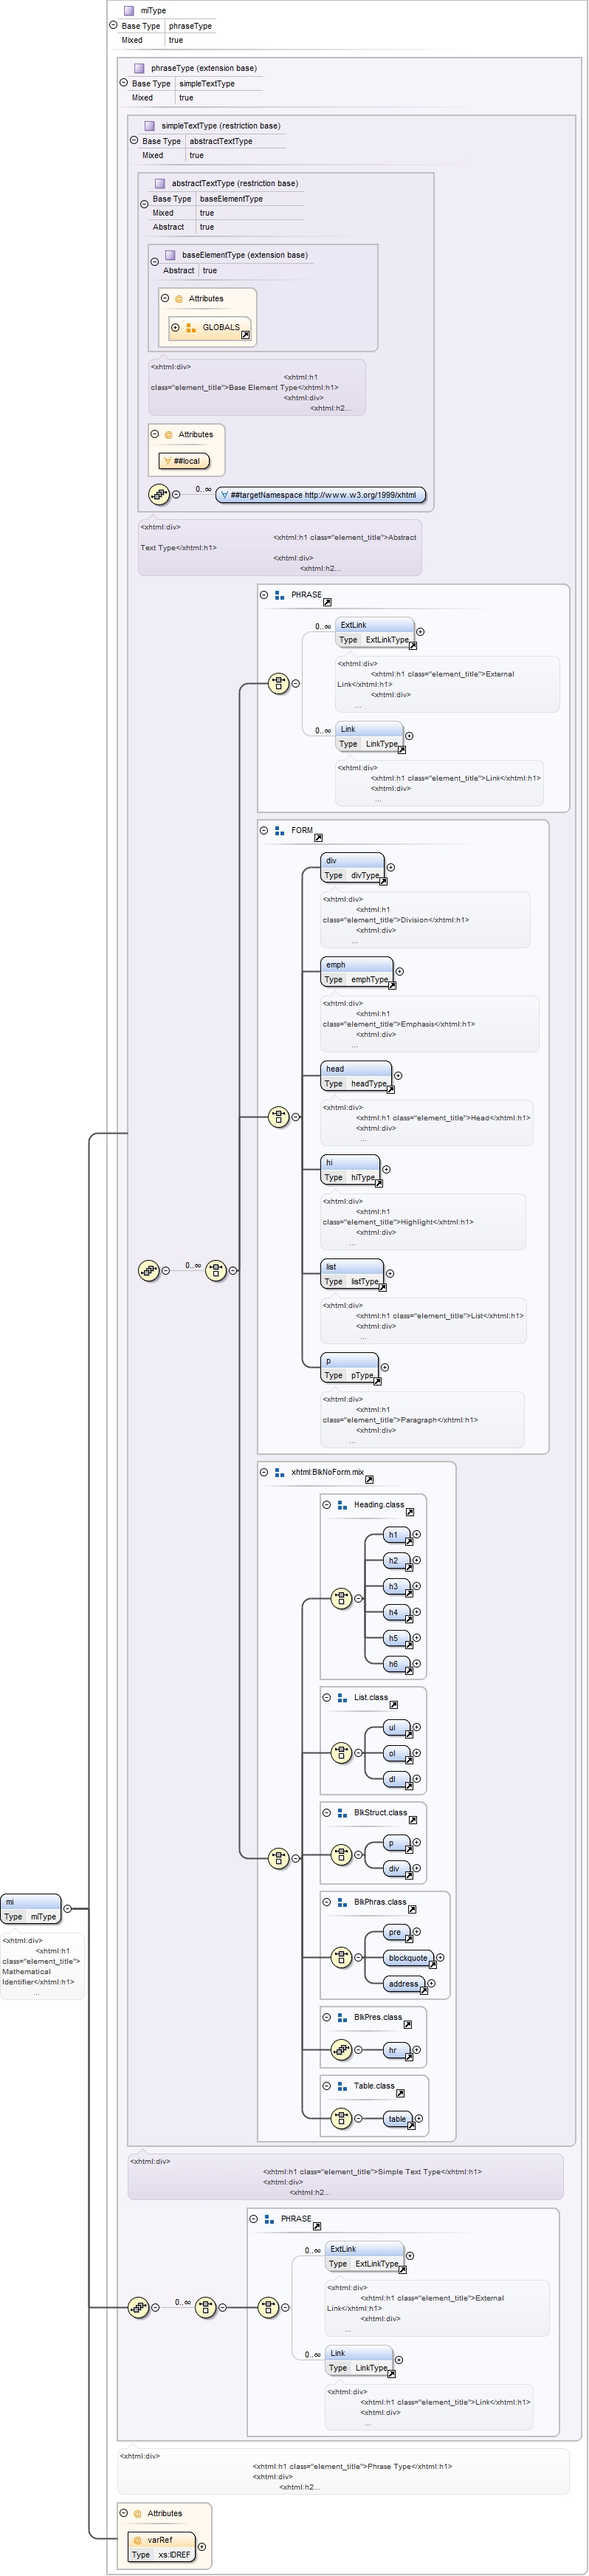 miType
Base Type phraseType
Mixed true
phraseType (extension base)
Base Type simpleTextType
Mixed true
simpleTextType (restriction base)
Base Type abstractTextType
Mixed true
abstractTextType (restriction base)
Base Type baseElementType
Mixed true
Abstract true
baseElementType (extension base)
Abstract true
@ Attributes
GLOBALS
<xhtml:div>
<xhtml:h1
class="element_title">Base Element Type</xhtml:h1>
<xhtml:div>
<xhtml:h2...
@ Attributes
##local
0..∞ ##targetNamespace http://www.w3.org/1999/xhtml
<xhtml:div>
<xhtml:h1 class="element_title">Abstract
Text Type</xhtml:h1>
<xhtml:div>
<xhtml:h2...
PHRASE
0..∞ ExtLink
Type ExtLinkType
<xhtml:div>
<xhtml:h1 class="element_title">External
Link</xhtml:h1>
<xhtml:div>
...
0..∞ Link
Type LinkType
<xhtml:div>
<xhtml:h1 class="element_title">Link</xhtml:h1>
<xhtml:div>
...
FORM
div
Type divType
<xhtml:div>
<xhtml:h1
class="element_title">Division</xhtml:h1>
<xhtml:div>
...
emph
Type emphType
<xhtml:div>
<xhtml:h1
class="element_title">Emphasis</xhtml:h1>
<xhtml:div>
...
head
Type headType
<xhtml:div>
<xhtml:h1 class="element_title">Head</xhtml:h1>
<xhtml:div>
...
hi
Type hiType
<xhtml:div>
<xhtml:h1
class="element_title">Highlight</xhtml:h1>
<xhtml:div>
...
0..∞
list
Type listType
<xhtml:div>
<xhtml:h1 class="element_title">List</xhtml:h1>
<xhtml:div>
...
p
Type pType
<xhtml:div>
<xhtml:h1
class="element_title">Paragraph</xhtml:h1>
<xhtml:div>
...
xhtml:BlkNoForm.mix
Heading.class
h1
h2
h3
h4
h5
h6
List.class
ul
ol
dl
BlkStruct.class
p
div
BlkPhras.class
pre
blockquote
address
BlkPres.class
hr
Table.class
table
mi
Type miType
<xhtml:div>
<xhtml:h1
class="element_title">
Mathematical
Identifier</xhtml:h1>
...
<xhtml:div>
<xhtml:h1 class="element_title">Simple Text Type</xhtml:h1>
<xhtml:div>
<xhtml:h2...
PHRASE
0..∞ ExtLink
Type ExtLinkType
<xhtml:div>
<xhtml:h1 class="element_title">External
Link</xhtml:h1>
<xhtml:div>
...
0..∞
0..∞ Link
Type LinkType
<xhtml:div>
<xhtml:h1 class="element_title">Link</xhtml:h1>
<xhtml:div>
...
<xhtml:div>
<xhtml:h1 class="element_title">Phrase Type</xhtml:h1>
<xhtml:div>
<xhtml:h2...
@ Attributes
@ varRef
Type xs:IDREF